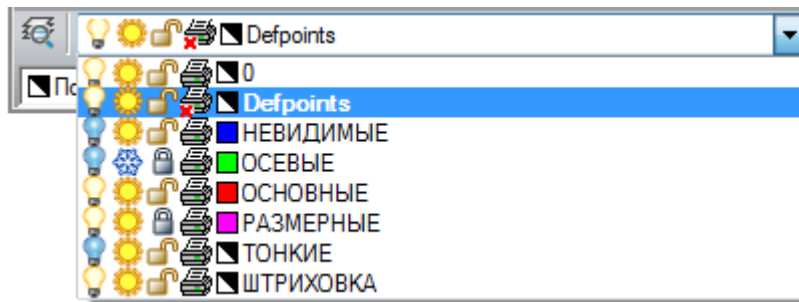 Defpoints
По
0
Defpoints
НЕВИДИМЫЕ
ОСЕВЫЕ
ОСНОВНЫЕ
РАЗМЕРНЫЕ
ТОНКИЕ
ШТРИХОВКА